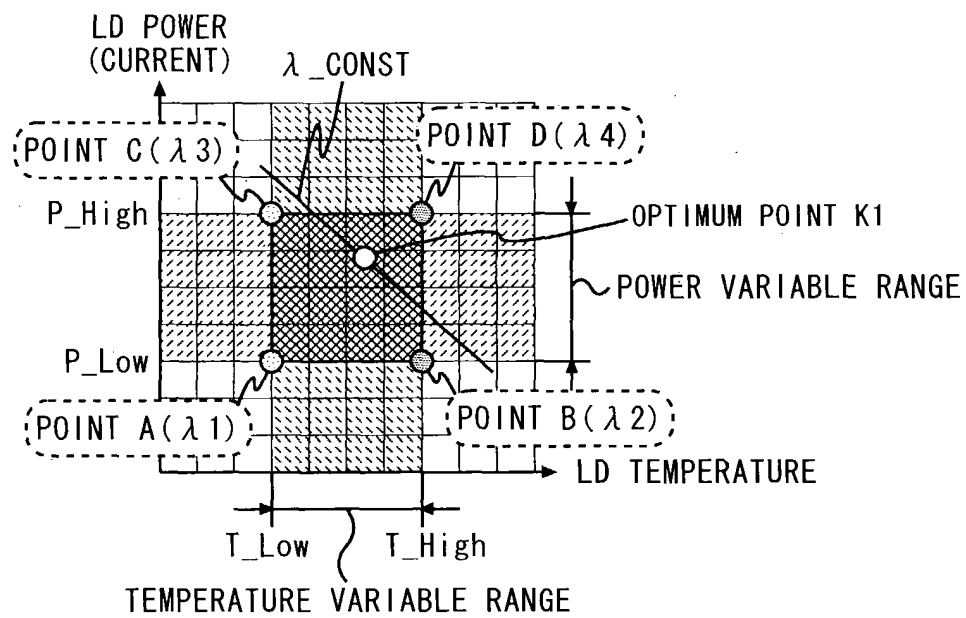 LD POWER
(CURRENT)
λ_CONST
POINT C(λ3)
POINT D(λ4)
P_High
OPTIMUM POINT K1
POWER VARIABLE RANGE
P_Low
POINT A(λ1)
POINT B(λ2)
LD TEMPERATURE
T_Low
T_High
TEMPERATURE VARIABLE RANGE